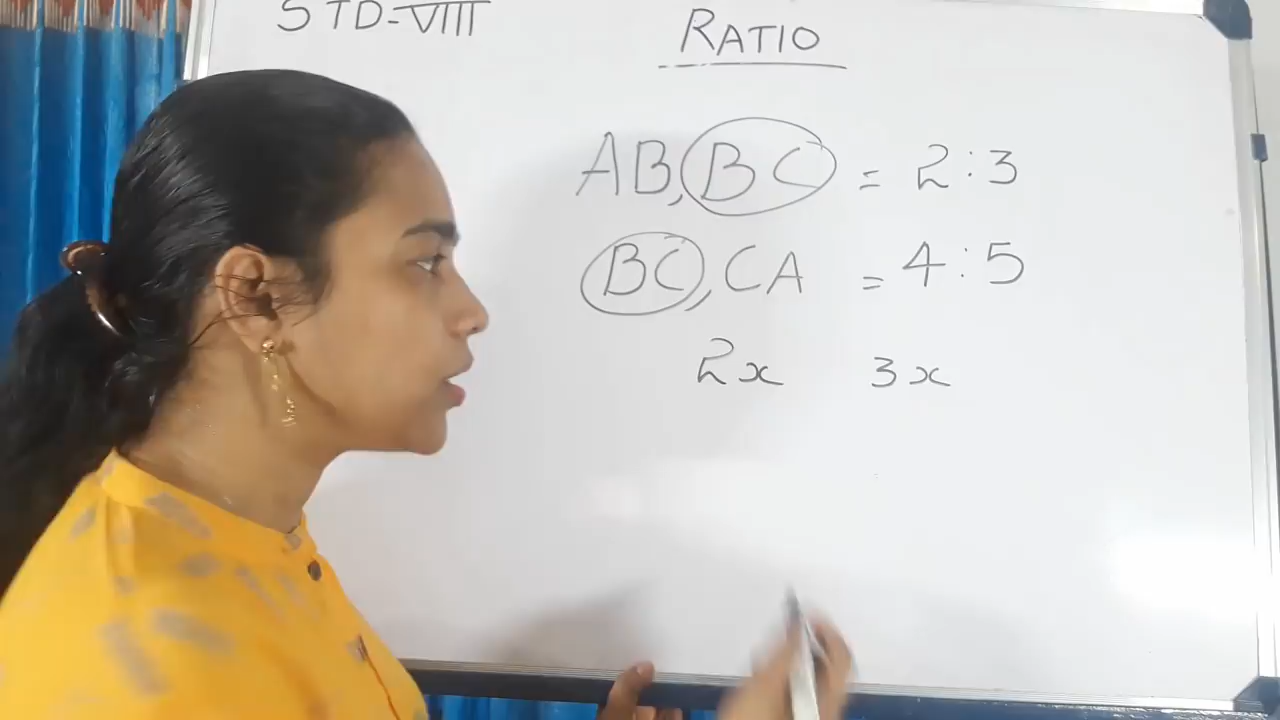 STD-VIII
RATIO
AB, BC = 2:3
BC, CA = 4:5
2x 3x